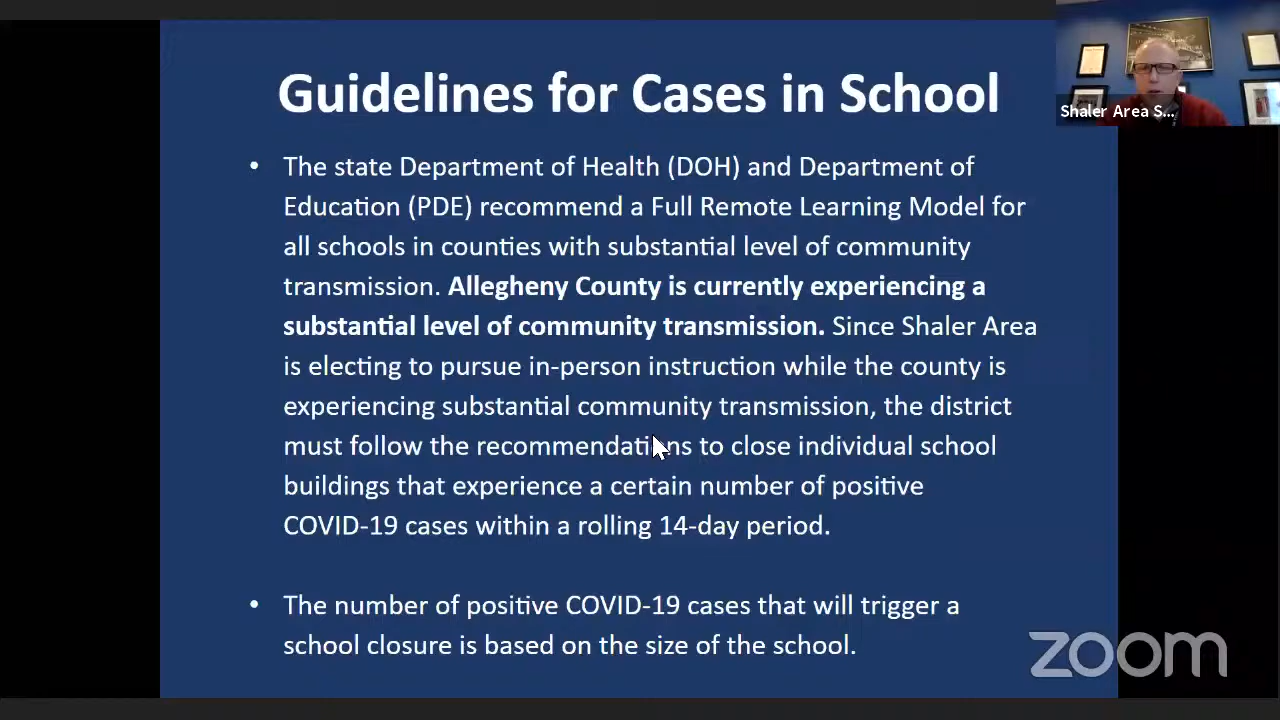 Guidelines for Cases in School
Shaler Area S...
• The state Department of Health (DOH) and Department of
Education (PDE) recommend a Full Remote Learning Model for
all schools in counties with substantial level of community
transmission. Allegheny County is currently experiencing a
substantial level of community transmission. Since Shaler Area
is electing to pursue in-person instruction while the county is
experiencing substantial community transmission, the district
must follow the recommendations to close individual school
buildings that experience a certain number of positive
COVID-19 cases within a rolling 14-day period.
• The number of positive COVID-19 cases that will trigger a
school closure is based on the size of the school.
zoom